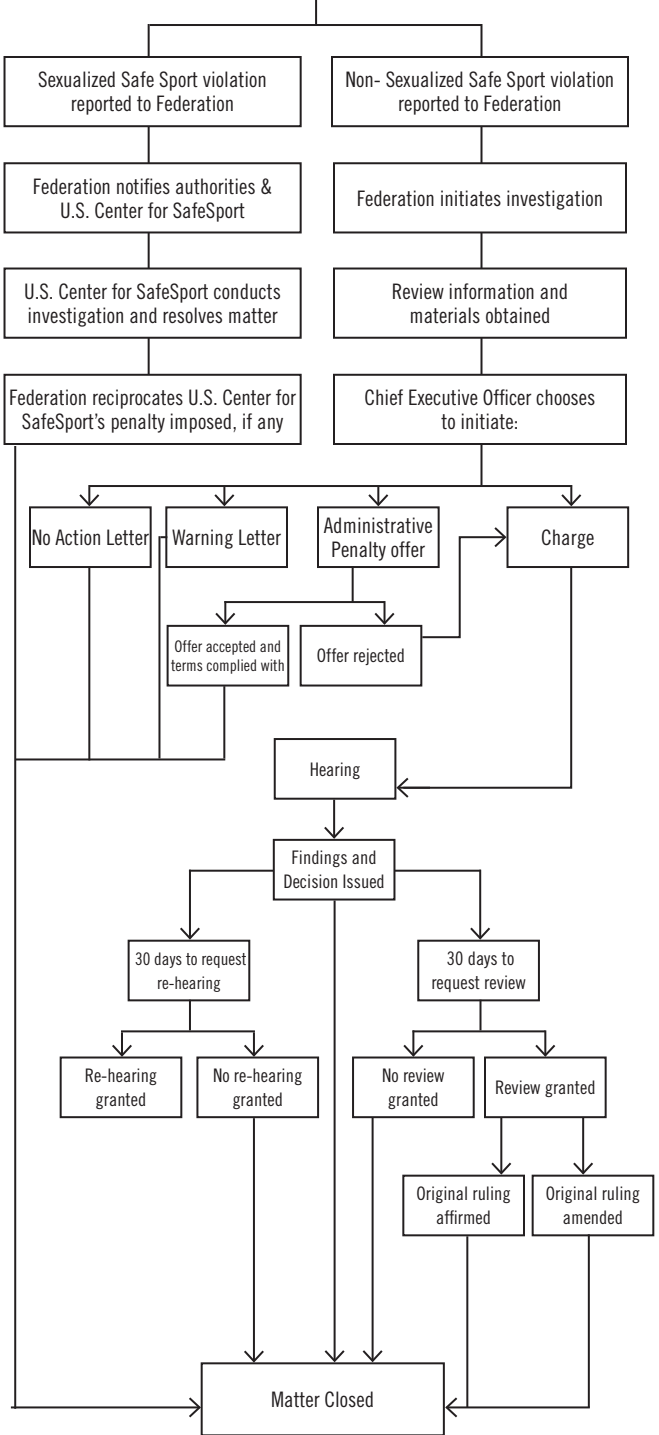 Sexualized Safe Sport violation
reported to Federation
Non- Sexualized Safe Sport violation
reported to Federation
Federation notifies authorities &
U.S. Center for SafeSport
Federation initiates investigation
U.S. Center for SafeSport conducts
investigation and resolves matter
Review information and
materials obtained
Federation reciprocates U.S. Center for
SafeSport's penalty imposed, if any
Chief Executive Officer chooses
to initiate:
No Action Letter
Warning Letter
Administrative
Penalty offer
Charge
Offer accepted and
terms complied with
Offer rejected
Hearing
Findings and
Decision Issued
30 days to request
re-hearing
30 days to
request review
Re-hearing
granted
No re-hearing
granted
No review
granted
Review granted
Original ruling
affirmed
Original ruling
amended
Matter Closed